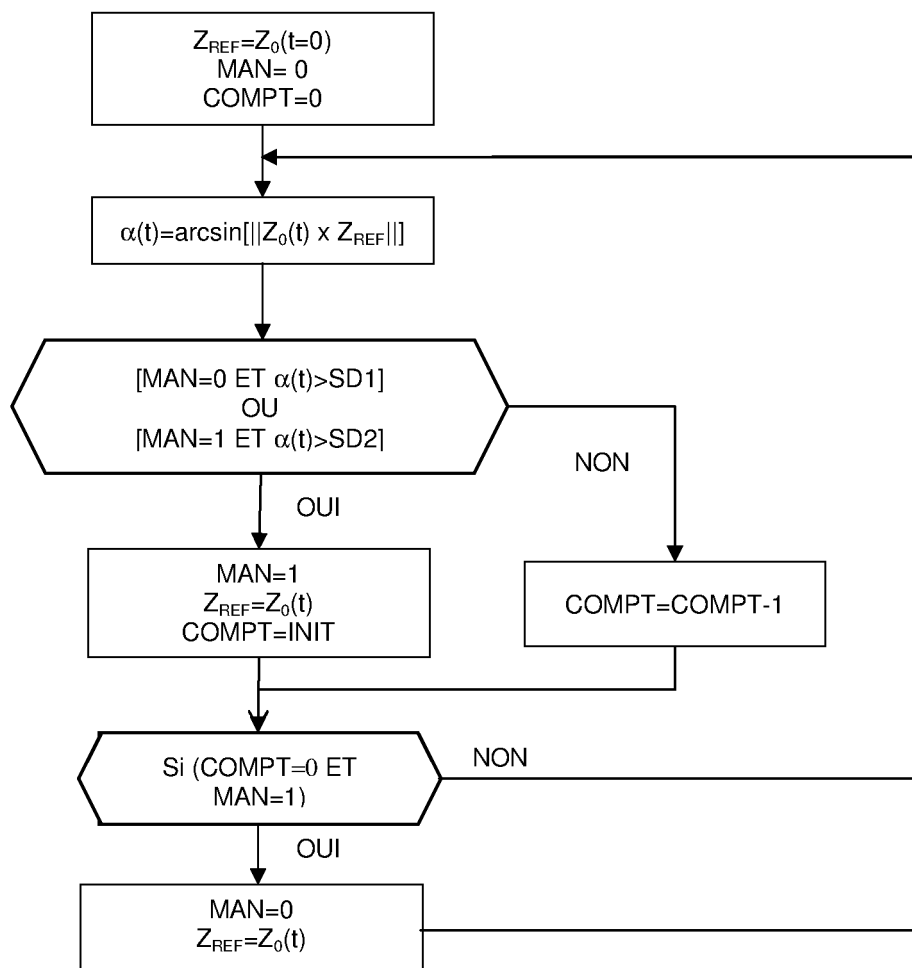 Z_REF=Z_0(t=0)
MAN= 0
COMPT=0
α(t)=arcsin[||Z_0(t) x Z_REF||]
[MAN=0 ET α(t)>SD1]
OU
[MAN=1 ET α(t)>SD2]
NON
OUI
MAN=1
Z_REF=Z_0(t)
COMPT=INIT
COMPT=COMPT-1
Si (COMPT=0 ET
MAN=1)
NON
OUI
MAN=0
Z_REF=Z_0(t)